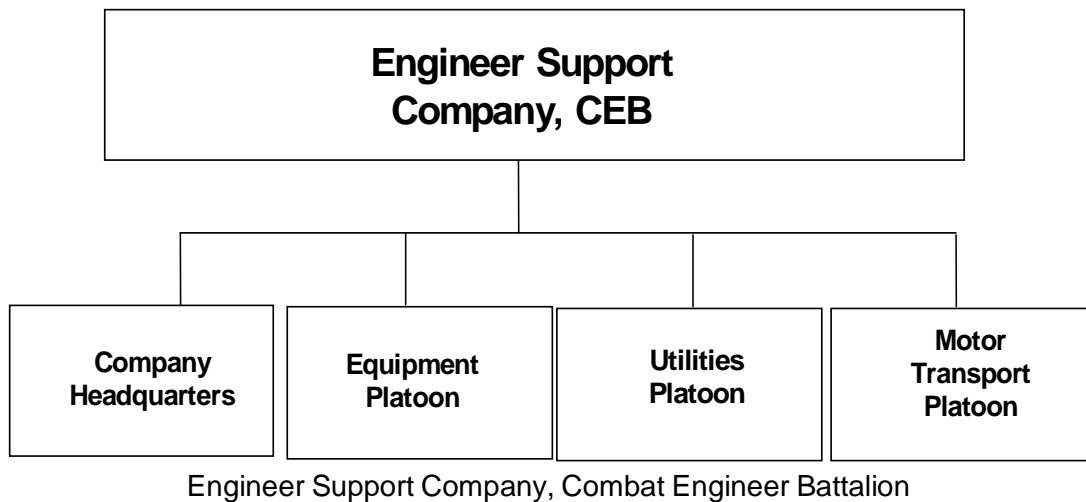 Engineer Support
Company, CEB
Company
Headquarters
Equipment
Platoon
Utilities
Platoon
Motor
Transport
Platoon
Engineer Support Company, Combat Engineer Battalion